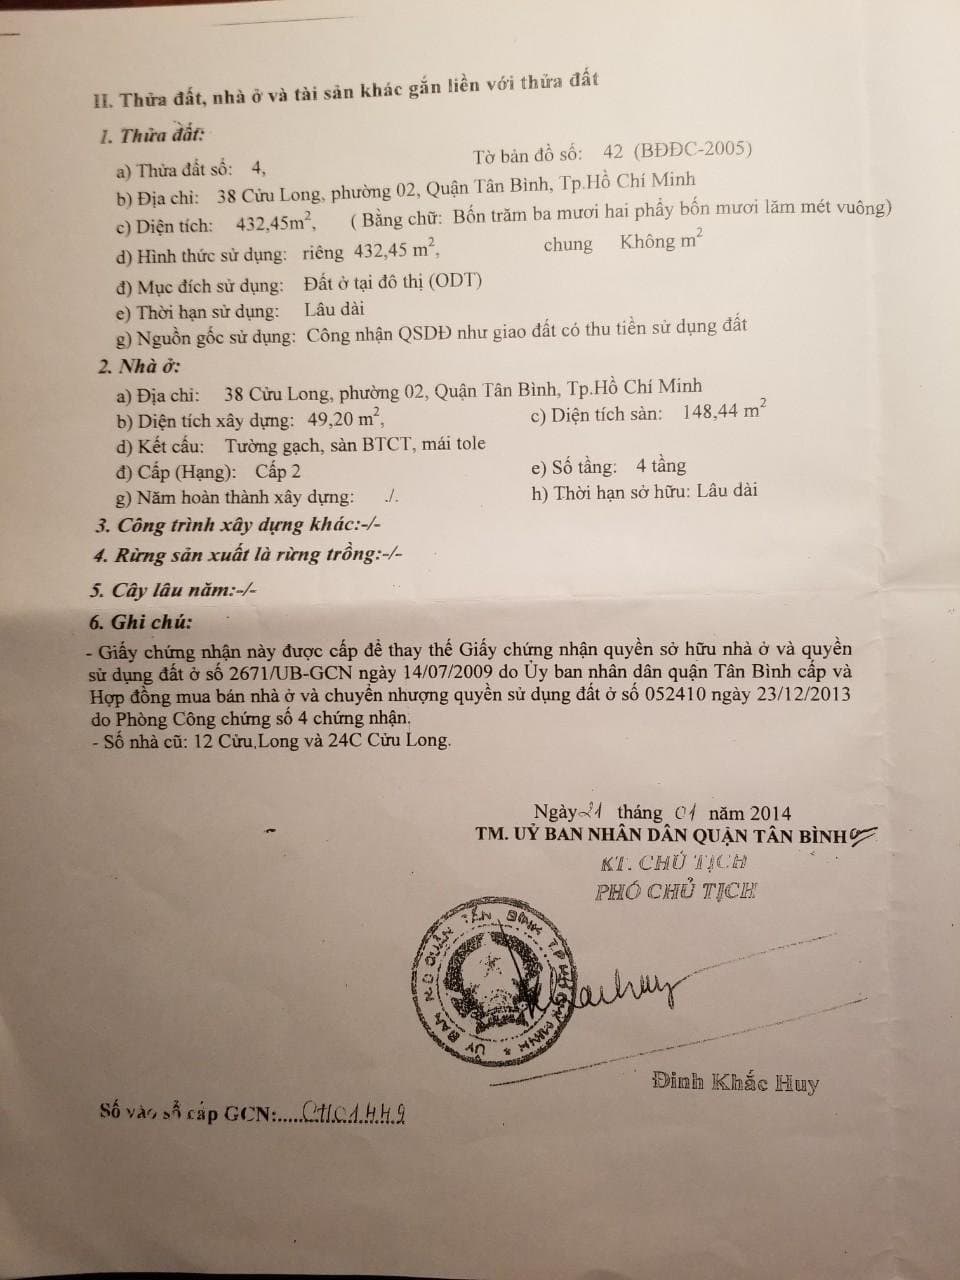 II. Thửa đất, nhà ở và tài sản khác gắn liền với thửa đất
1. Thửa đất:
a) Thửa đất số: 4, Tờ bản đồ số: 42 (BĐĐC-2005)
b) Địa chỉ: 38 Cửu Long, phường 02, Quận Tân Bình, Tp.Hồ Chí Minh
c) Diện tích: 432,45m², ( Bằng chữ: Bốn trăm ba mươi hai phẩy bốn mươi lăm mét vuông)
d) Hình thức sử dụng: riêng 432,45 m², chung Không m²
đ) Mục đích sử dụng: Đất ở tại đô thị (ODT)
e) Thời hạn sử dụng: Lâu dài
g) Nguồn gốc sử dụng: Công nhận QSDĐ như giao đất có thu tiền sử dụng đất
2. Nhà ở:
a) Địa chỉ: 38 Cửu Long, phường 02, Quận Tân Bình, Tp.Hồ Chí Minh
b) Diện tích xây dựng: 49,20 m², c) Diện tích sàn: 148,44 m²
d) Kết cấu: Tường gạch, sàn BTCT, mái tole
đ) Cấp (Hạng): Cấp 2 e) Số tầng: 4 tầng
g) Năm hoàn thành xây dựng: ./. h) Thời hạn sở hữu: Lâu dài
3. Công trình xây dựng khác:-/-
4. Rừng sản xuất là rừng trồng:-/-
5. Cây lâu năm:-/-
6. Ghi chú:
- Giấy chứng nhận này được cấp để thay thế Giấy chứng nhận quyền sở hữu nhà ở và quyền
sử dụng đất ở số 2671/UB-GCN ngày 14/07/2009 do Ủy ban nhân dân quận Tân Bình cấp và
Hợp đồng mua bán nhà ở và chuyển nhượng quyền sử dụng đất ở số 052410 ngày 23/12/2013
do Phòng Công chứng số 4 chứng nhận.
- Số nhà cũ: 12 Cửu Long và 24C Cửu Long.
Ngày 21 tháng 01 năm 2014
TM. UỶ BAN NHÂN DÂN QUẬN TÂN BÌNH
KT. CHỦ TỊCH
PHÓ CHỦ TỊCH
ỦY BAN N.D QUẬN TÂN BÌNH T.P HỒ CHÍ MINH
Đinh Khắc Huy
Số vào sổ cấp GCN: